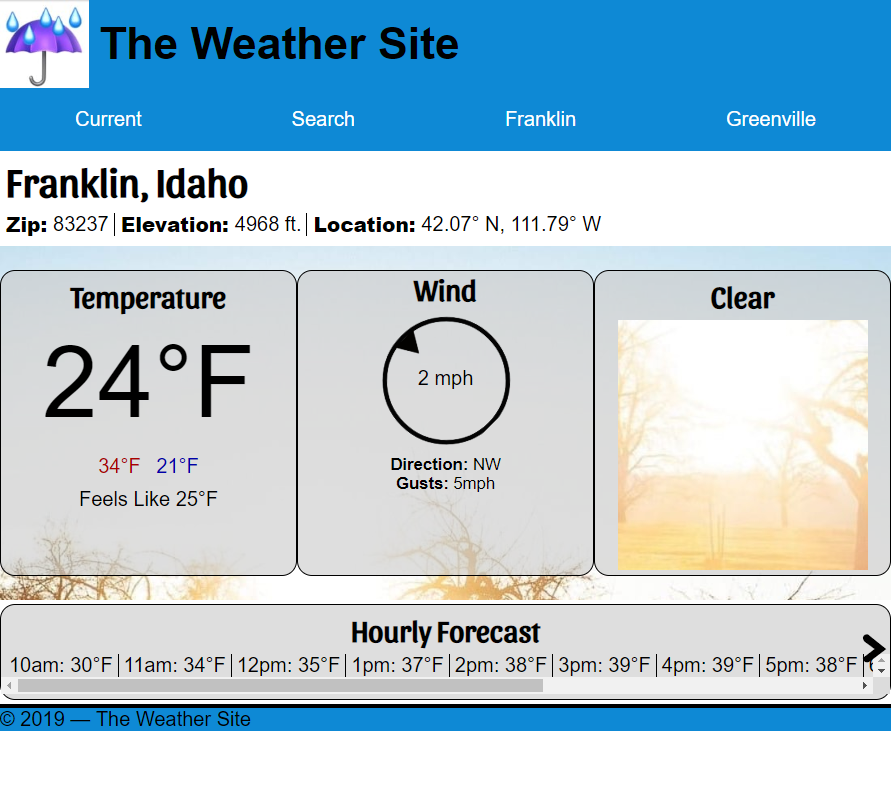 The Weather Site
Current Search Franklin Greenville
Franklin, Idaho
Zip: 83237 Elevation: 4968 ft. Location: 42.07° N, 111.79° W
Temperature
24°F
34°F 21°F
Feels Like 25°F
Wind
2 mph
Direction: NW
Gusts: 5mph
Clear
Hourly Forecast
10am: 30°F 11am: 34°F 12pm: 35°F 1pm: 37°F 2pm: 38°F 3pm: 39°F 4pm: 39°F 5pm: 38°F
© 2019 — The Weather Site